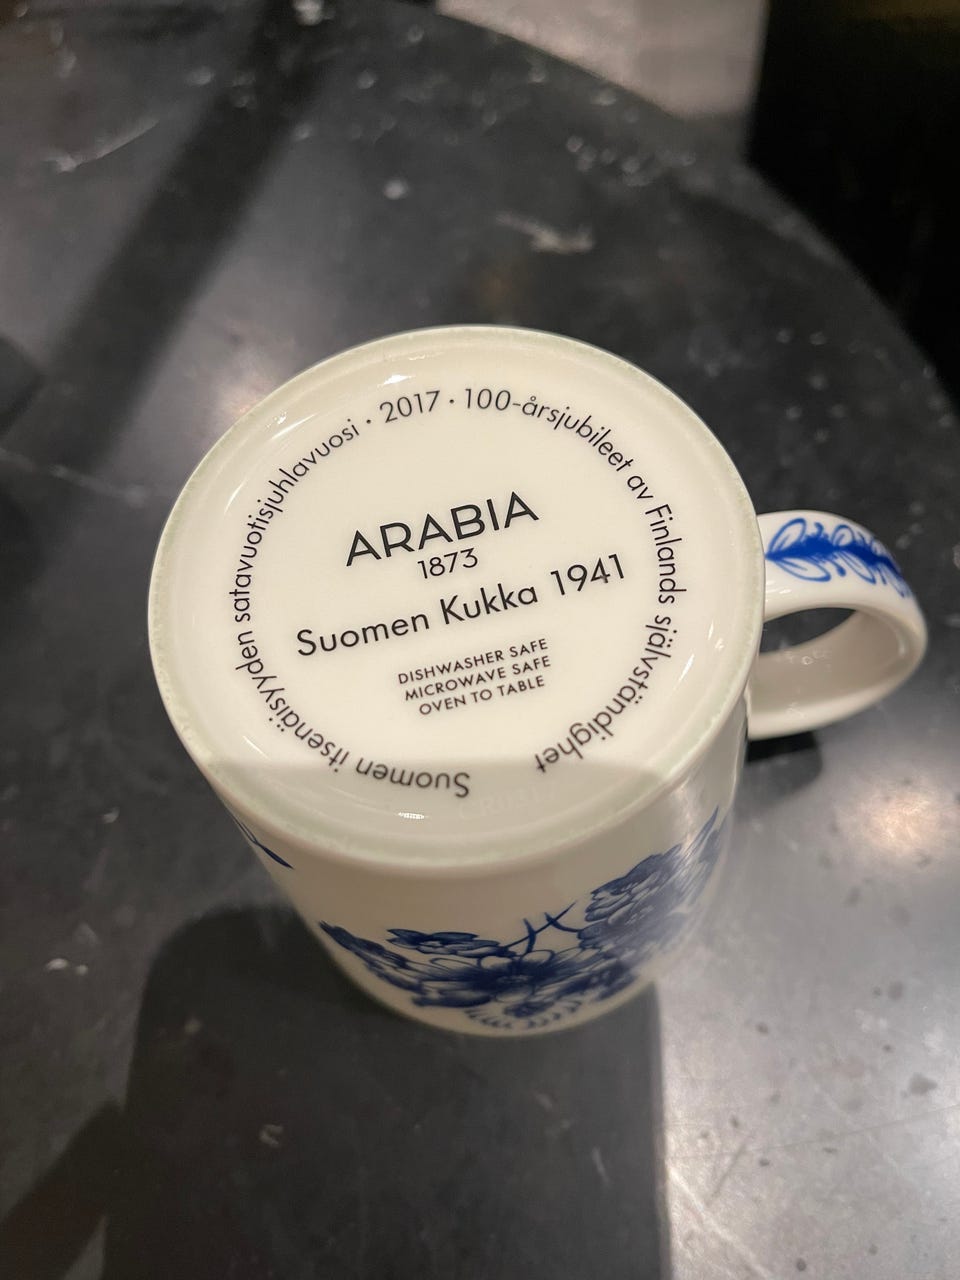 Suomen itsenäisyyden satavuotisjuhlavuosi · 2017 · 100-årsjubileet av Finlands självständighet
ARABIA
1873
Suomen Kukka 1941
DISHWASHER SAFE
MICROWAVE SAFE
OVEN TO TABLE